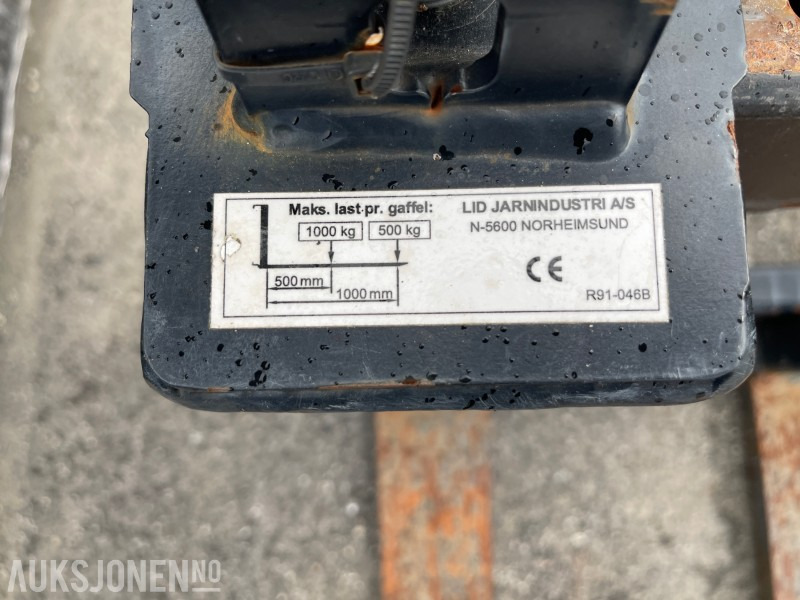 Maks. last pr. gaffel:
1000 kg 500 kg
500 mm
1000 mm
LID JARNINDUSTRI A/S
N-5600 NORHEIMSUND
CE
R91-046B
AUKSJONEN.NO